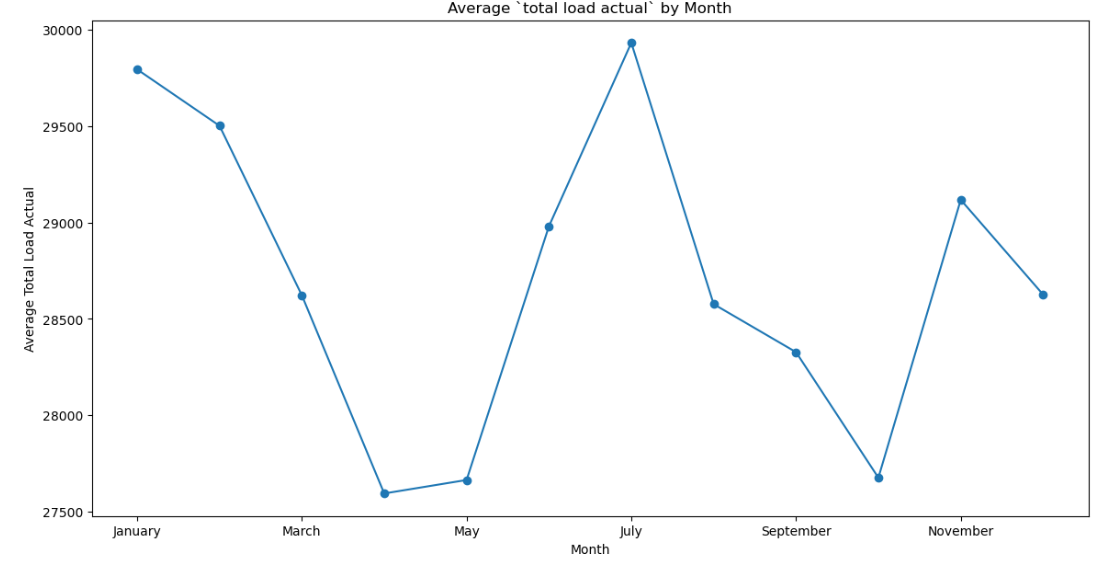 Average `total load actual` by Month
Average Total Load Actual
30000
29500
29000
28500
28000
27500
January March May July September November
Month